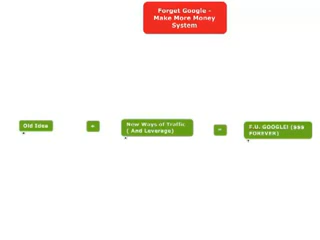 Forget Google -
Make More Money
System
Old Idea
=
New Ways of Traffic
( And Leverage)
=
F.U. GOOGLE! ($$$
FOREVER)